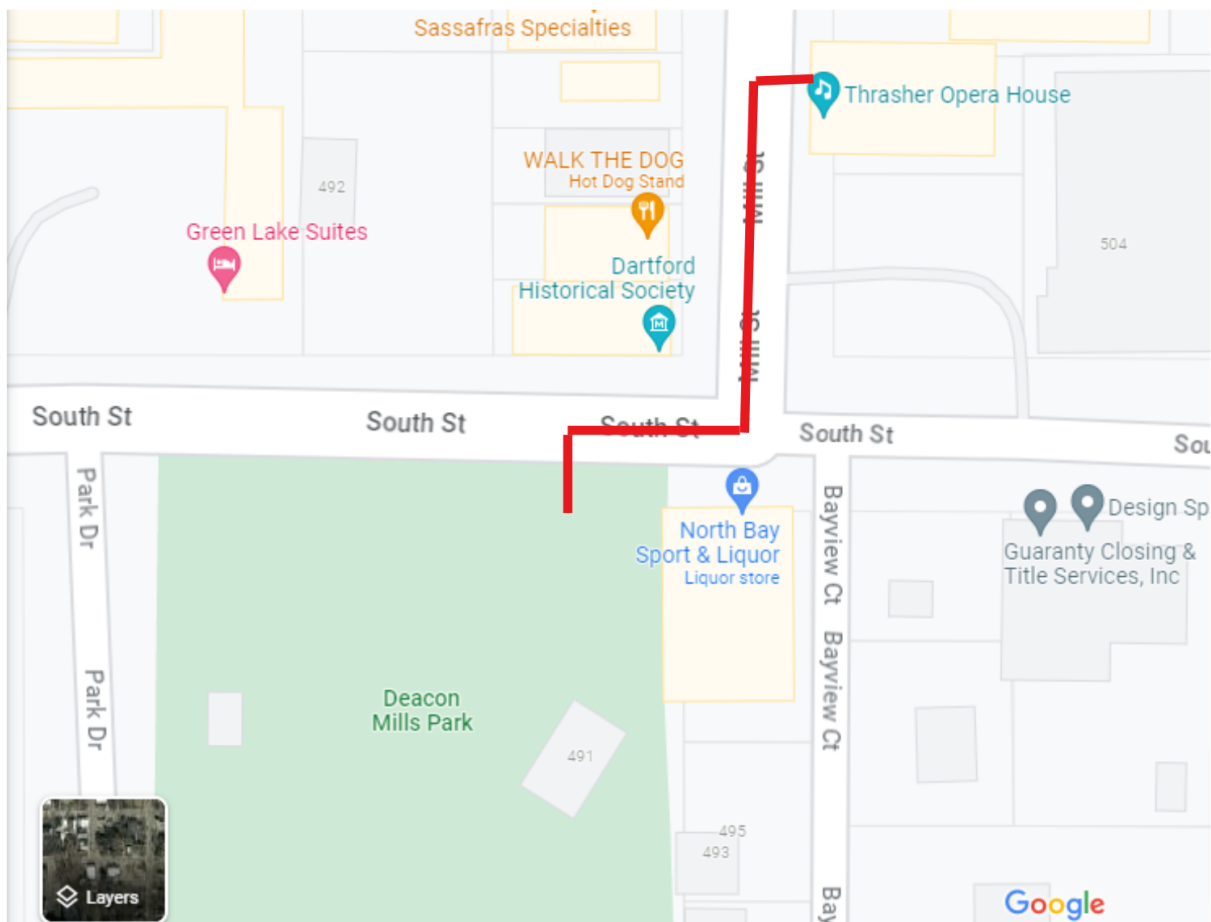 Sassafras Specialties
Thrasher Opera House
WALK THE DOG
Hot Dog Stand
492
Mill St
Green Lake Suites
504
Dartford
Historical Society
Mill St
South St
South St
South St
South St
Sou
Park Dr
Bayview Ct
Design Sp
North Bay
Sport & Liquor
Liquor store
Guaranty Closing &
Title Services, Inc
Park Dr
Bayview Ct
Deacon
Mills Park
491
495
493
Layers
Bay
Google